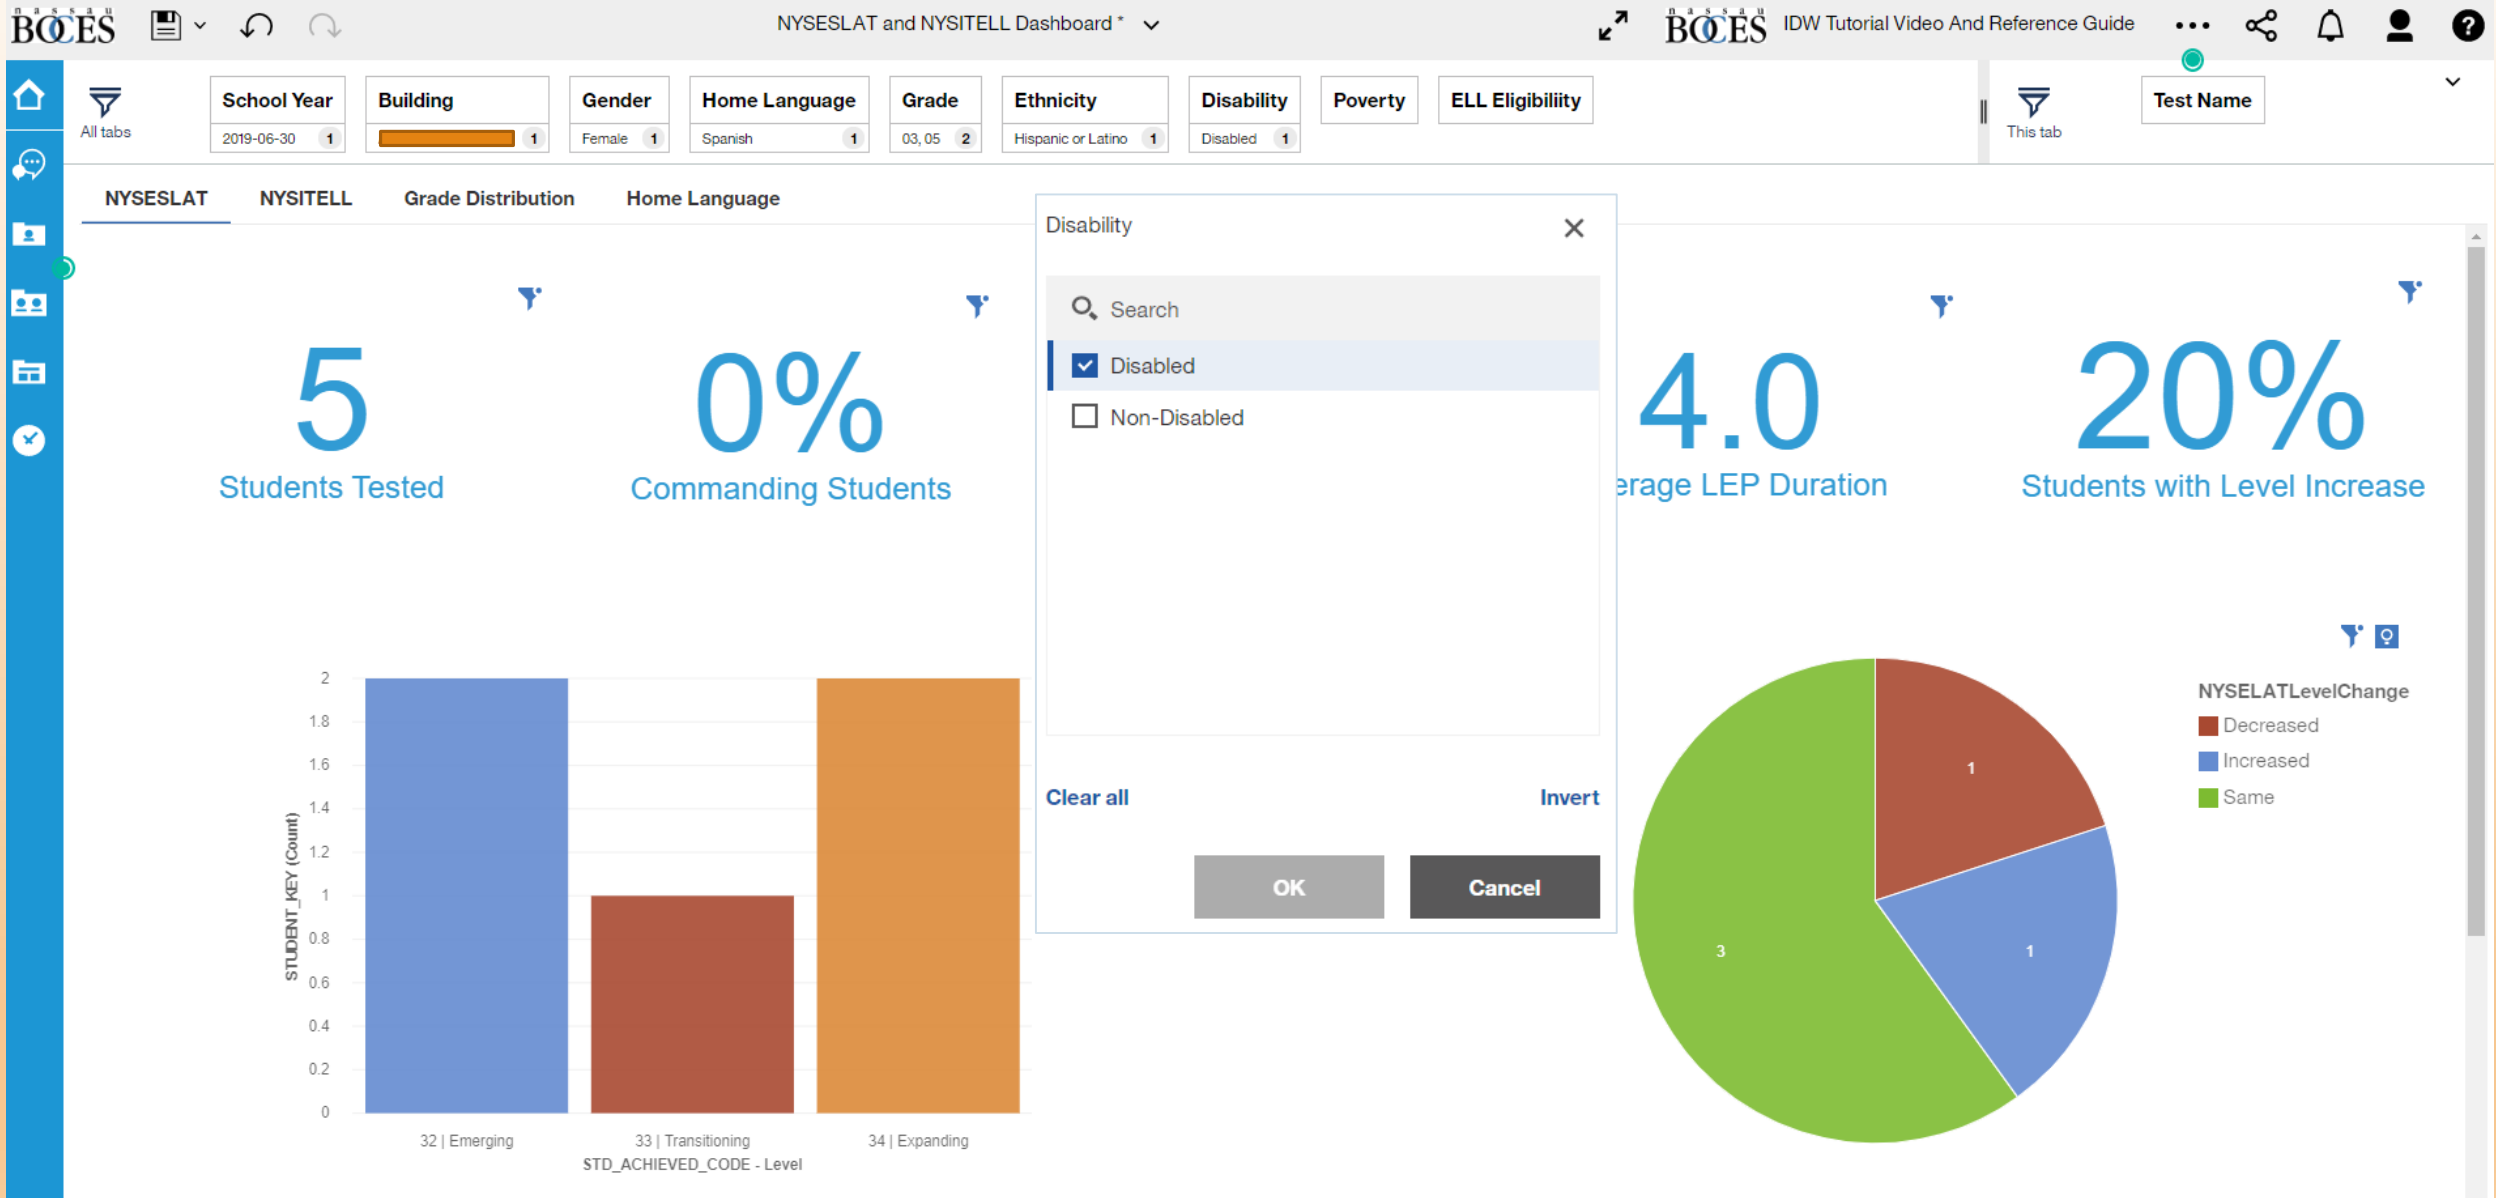 nassau
BOCES
NYSESLAT and NYSITELL Dashboard *
nassau
BOCES
IDW Tutorial Video And Reference Guide
?
All tabs
School Year
2019-06-30 1
Building
1
Gender
Female 1
Home Language
Spanish 1
Grade
03, 05 2
Ethnicity
Hispanic or Latino 1
Disability
Disabled 1
Poverty
ELL Eligibiliity
This tab
Test Name
NYSESLAT
NYSITELL
Grade Distribution
Home Language
5
Students Tested
0%
Commanding Students
4.0
erage LEP Duration
20%
Students with Level Increase
Disability
Search
Disabled
Non-Disabled
Clear all
Invert
OK
Cancel
STUDENT_KEY (Count)
2
1.8
1.6
1.4
1.2
1
0.8
0.6
0.4
0.2
0
32 | Emerging
33 | Transitioning
34 | Expanding
STD_ACHIEVED_CODE - Level
1
1
3
NYSELATLevelChange
Decreased
Increased
Same